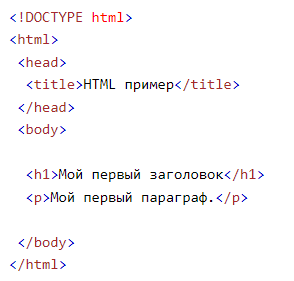 <!DOCTYPE html>
<html>
<head>
<title>HTML пример</title>
</head>
<body>
<h1>Мой первый заголовок</h1>
<p>Мой первый параграф.</p>
</body>
</html>